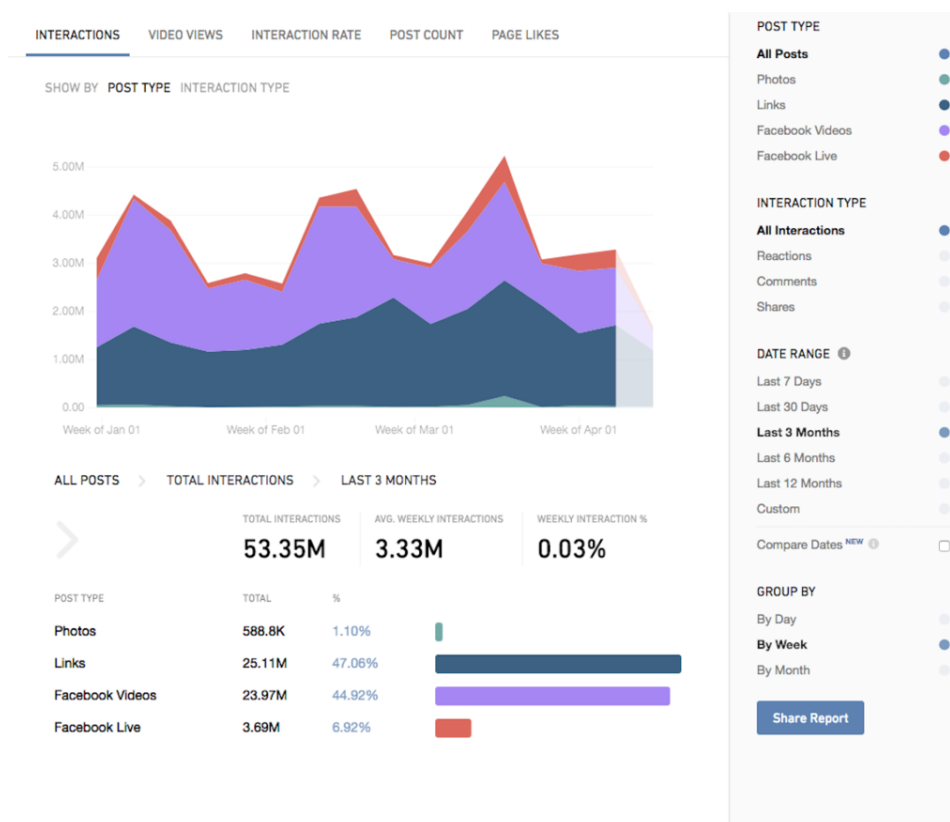 INTERACTIONS VIDEO VIEWS INTERACTION RATE POST COUNT PAGE LIKES
SHOW BY POST TYPE INTERACTION TYPE
5.00M
4.00M
3.00M
2.00M
1.00M
0.00
Week of Jan 01 Week of Feb 01 Week of Mar 01 Week of Apr 01
ALL POSTS TOTAL INTERACTIONS LAST 3 MONTHS
TOTAL INTERACTIONS AVG. WEEKLY INTERACTIONS WEEKLY INTERACTION %
53.35M 3.33M 0.03%
POST TYPE TOTAL %
Photos 588.8K 1.10%
Links 25.11M 47.06%
Facebook Videos 23.97M 44.92%
Facebook Live 3.69M 6.92%
POST TYPE
All Posts
Photos
Links
Facebook Videos
Facebook Live
INTERACTION TYPE
All Interactions
Reactions
Comments
Shares
DATE RANGE i
Last 7 Days
Last 30 Days
Last 3 Months
Last 6 Months
Last 12 Months
Custom
Compare Dates NEW i
GROUP BY
By Day
By Week
By Month
Share Report